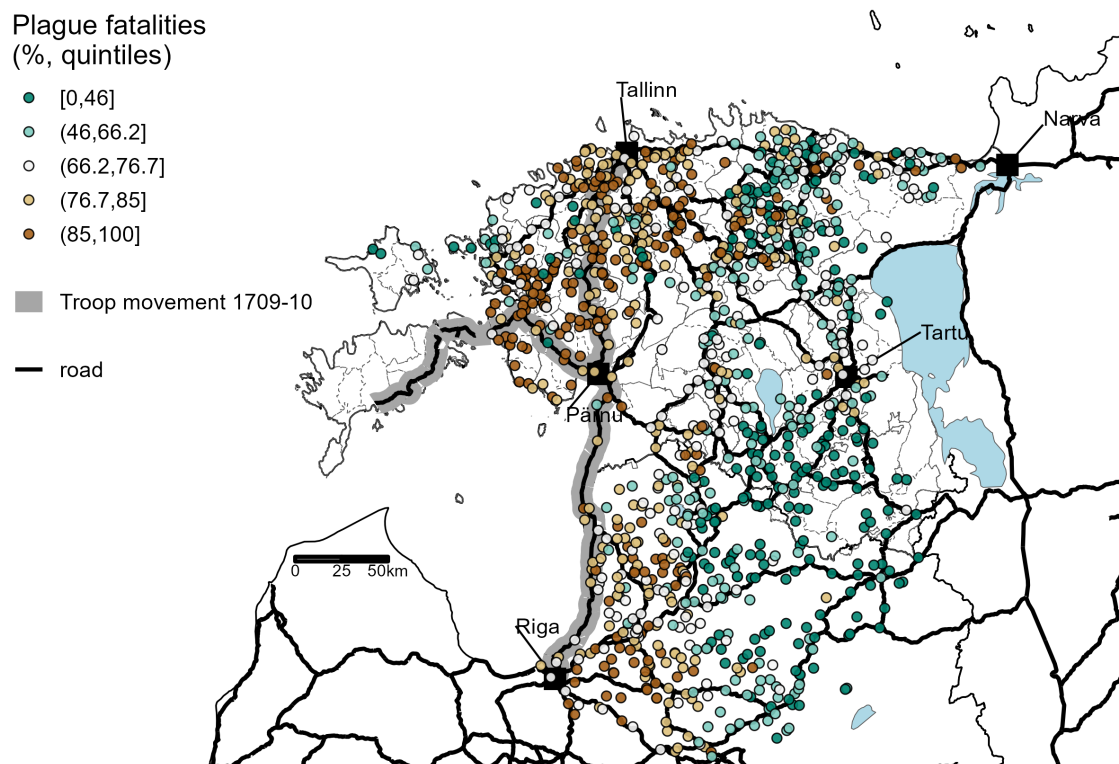 Plague fatalities
(%, quintiles)
[0,46]
(46,66.2]
(66.2,76.7]
(76.7,85]
(85,100]
Troop movement 1709-10
road
Tallinn
Narva
Tartu
Pärnu
Riga
0 25 50km